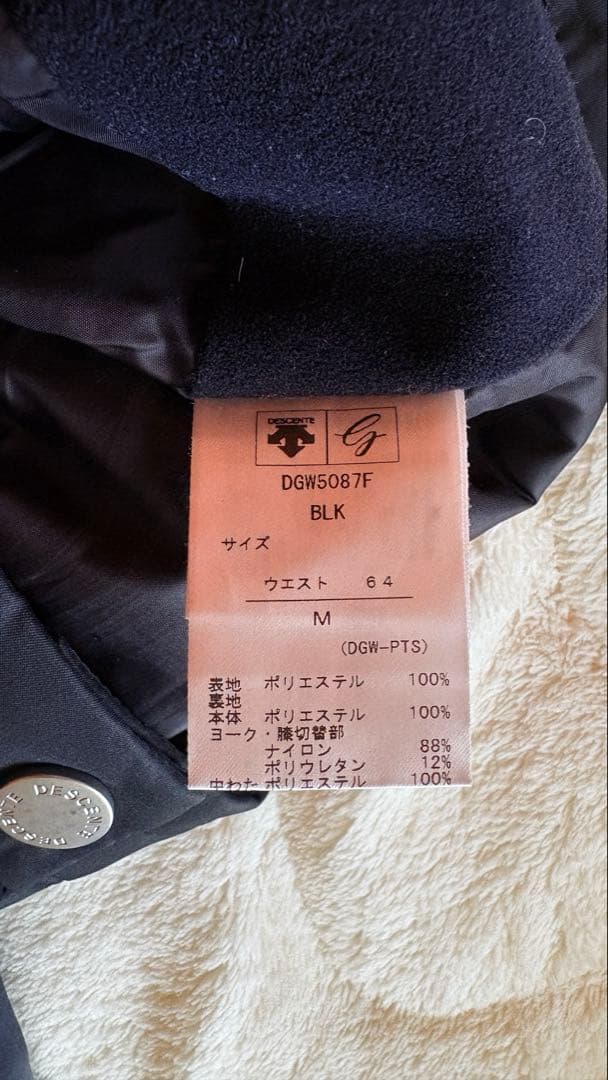 DESCENTE
DGW5087F
BLK
サイズ
ウエスト 64
M
(DGW-PTS)
表地 ポリエステル 100%
裏地
本体 ポリエステル 100%
ヨーク・膝切替部
ナイロン 88%
ポリウレタン 12%
中わた ポリエステル 100%
DESCENTE DESCENTE